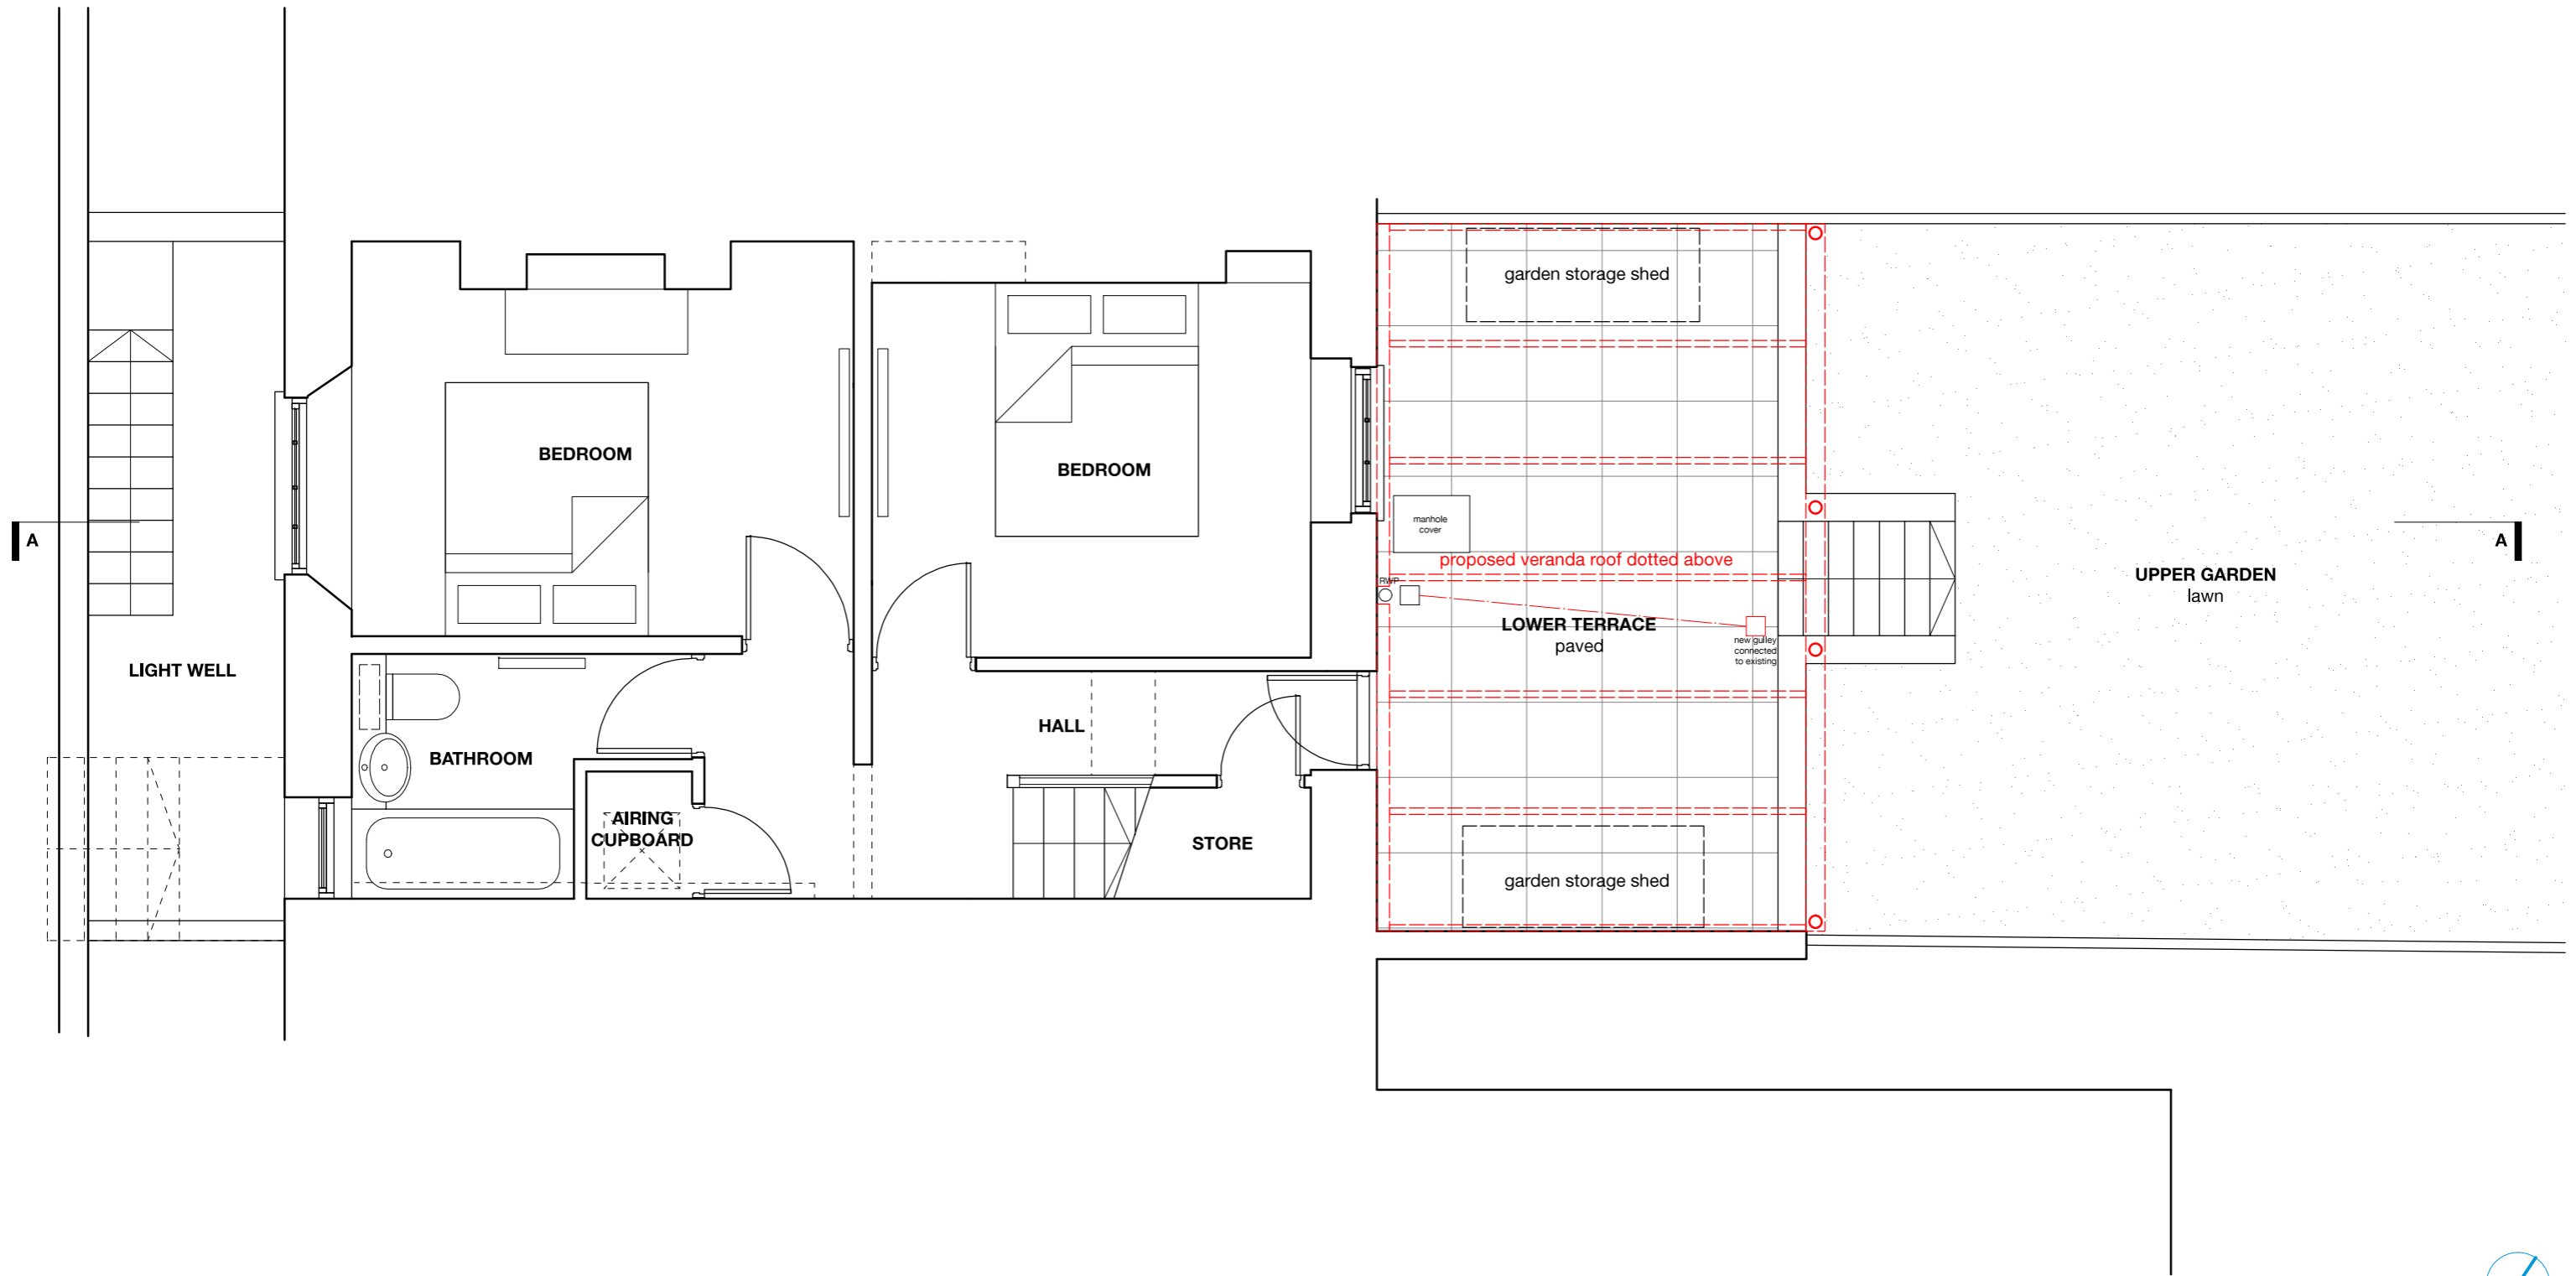 garden storage shed
BEDROOM
BEDROOM
manhole
cover
A
A
proposed veranda roof dotted above
RWP
UPPER GARDEN
lawn
LOWER TERRACE
paved
new gulley
connected
to existing
LIGHT WELL
HALL
BATHROOM
AIRING
CUPBOARD
STORE
garden storage shed